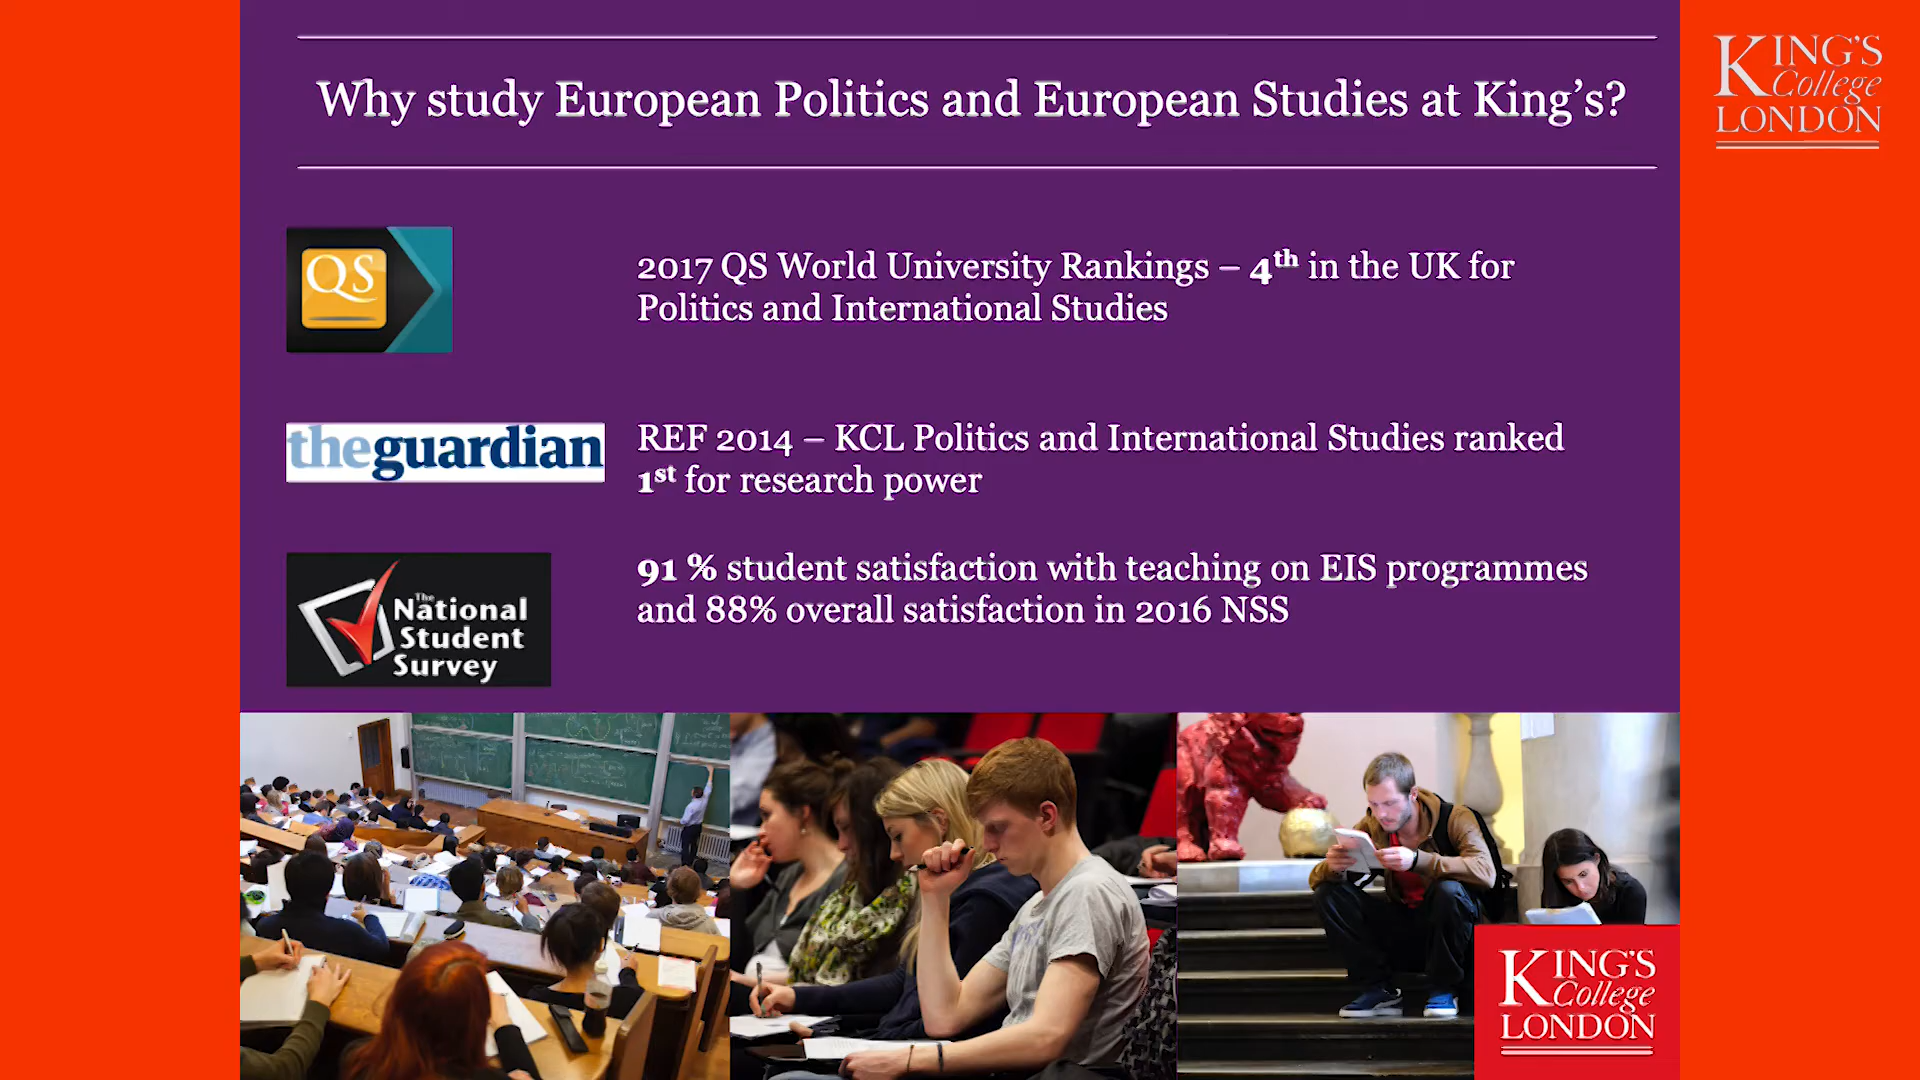 Why study European Politics and European Studies at King's?
KING'S
College
LONDON
QS
2017 QS World University Rankings – 4th in the UK for
Politics and International Studies
theguardian
REF 2014 – KCL Politics and International Studies ranked
1st for research power
The
National
Student
Survey
91 % student satisfaction with teaching on EIS programmes
and 88% overall satisfaction in 2016 NSS
KING'S
College
LONDON